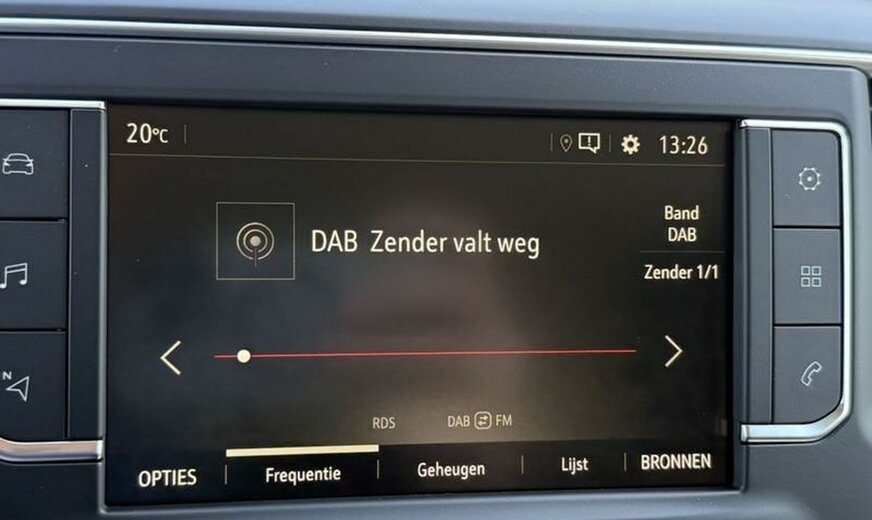 20°C
13:26
Band
DAB
DAB Zender valt weg
Zender 1/1
N
RDS
DAB FM
OPTIES
Frequentie
Geheugen
Lijst
BRONNEN